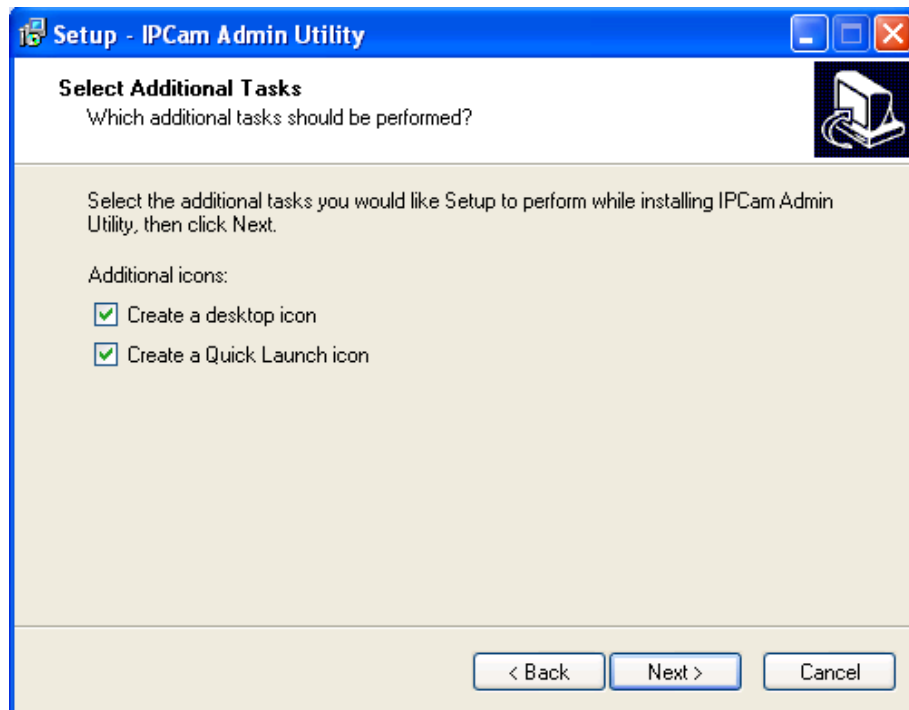 Setup - IPCam Admin Utility
Select Additional Tasks
Which additional tasks should be performed?
Select the additional tasks you would like Setup to perform while installing IPCam Admin
Utility, then click Next.
Additional icons:
Create a desktop icon
Create a Quick Launch icon
< Back
Next >
Cancel